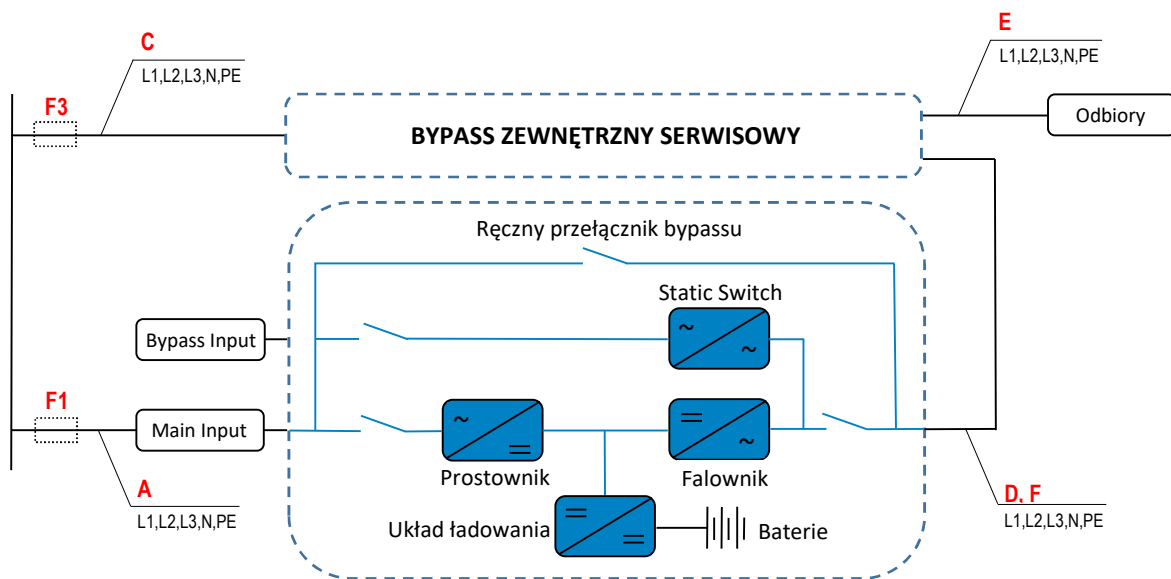 C
L1,L2,L3,N,PE
E
L1,L2,L3,N,PE
F3
BYPASS ZEWNĘTRZNY SERWISOWY
Odbiory
Ręczny przełącznik bypassu
Static Switch
~
~
Bypass Input
F1
Main Input
~
~
Prostownik
Falownik
A
L1,L2,L3,N,PE
Układ ładowania
Baterie
D, F
L1,L2,L3,N,PE